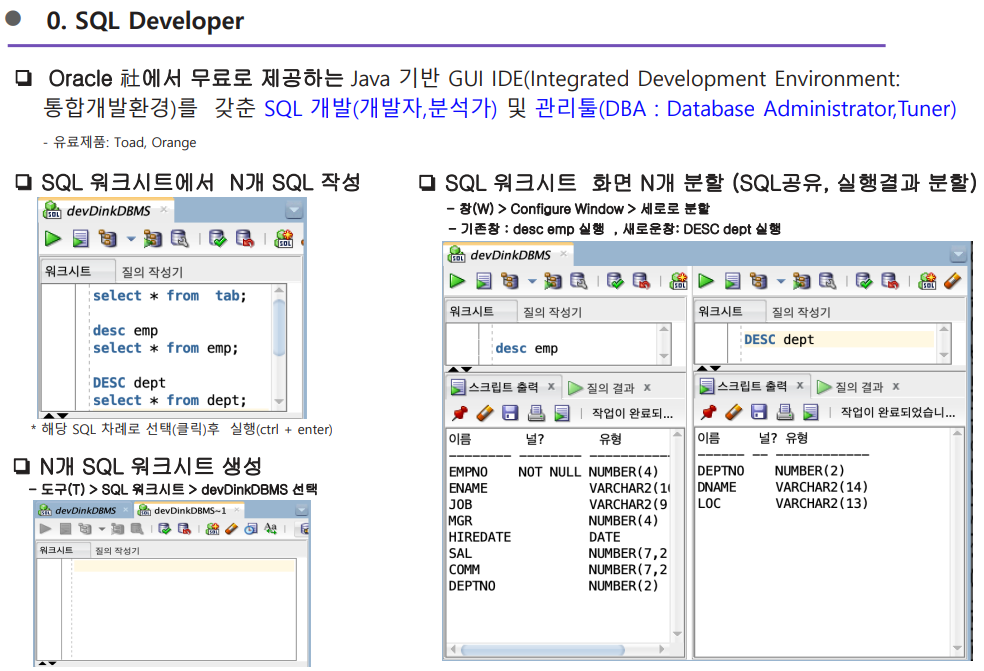 0. SQL Developer
Oracle 社에서 무료로 제공하는 Java 기반 GUI IDE(Integrated Development Environment:
통합개발환경)를 갖춘 SQL 개발(개발자,분석가) 및 관리툴(DBA : Database Administrator,Tuner)
- 유료제품: Toad, Orange
SQL 워크시트에서 N개 SQL 작성
devDinkDBMS
워크시트 질의 작성기
select * from tab;
desc emp
select * from emp;
DESC dept
select * from dept;
* 해당 SQL 차례로 선택(클릭)후 실행(ctrl + enter)
N개 SQL 워크시트 생성
- 도구(T) > SQL 워크시트 > devDinkDBMS 선택
devDinkDBMS devDinkDBMS~1
워크시트 질의 작성기
SQL 워크시트 화면 N개 분할 (SQL공유, 실행결과 분할)
- 창(W) > Configure Window > 세로로 분할
- 기존창 : desc emp 실행 , 새로운창: DESC dept 실행
devDinkDBMS
워크시트 질의 작성기
desc emp
스크립트 출력 x 질의 결과 x
작업이 완료되...
이름 널? 유형
-------- -------- ------------
EMPNO NOT NULL NUMBER(4)
ENAME VARCHAR2(10
JOB VARCHAR2(9
MGR NUMBER(4)
HIREDATE DATE
SAL NUMBER(7,2
COMM NUMBER(7,2
DEPTNO NUMBER(2)
워크시트 질의 작성기
DESC dept
스크립트 출력 x 질의 결과 x
작업이 완료되었습니...
이름 널? 유형
------ -- ------------
DEPTNO NUMBER(2)
DNAME VARCHAR2(14)
LOC VARCHAR2(13)